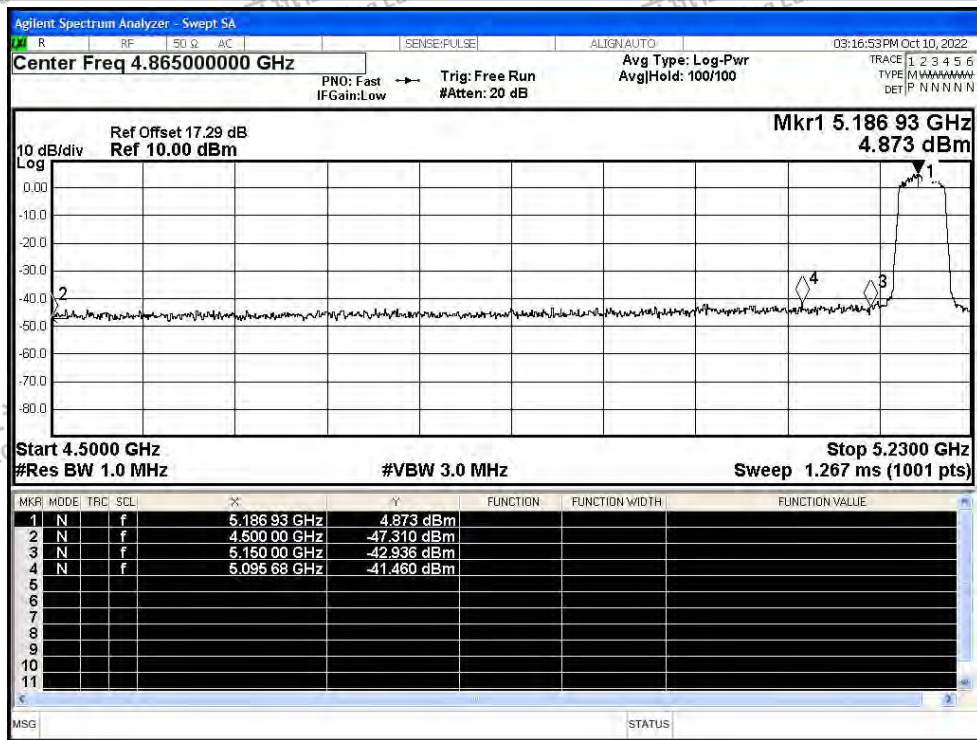 Agilent Spectrum Analyzer - Swept SA
R RF 50 Ω AC SENSE:PULSE ALIGNAUTO 03:16:53PM Oct 10, 2022
Center Freq 4.865000000 GHz
PNO: Fast
IFGain:Low
Trig: Free Run
#Atten: 20 dB
Avg Type: Log-Pwr
Avg|Hold: 100/100
TRACE 1 2 3 4 5 6
TYPE M WWWWW
DET P N N N N N
Mkr1 5.186 93 GHz
4.873 dBm
Ref Offset 17.29 dB
10 dB/div Ref 10.00 dBm
Log
0.00
-10.0
-20.0
-30.0
-40.0
-50.0
-60.0
-70.0
-80.0
1
2
4
3
Start 4.5000 GHz Stop 5.2300 GHz
#Res BW 1.0 MHz #VBW 3.0 MHz Sweep 1.267 ms (1001 pts)
MKR MODE TRC SCL X Y FUNCTION FUNCTION WIDTH FUNCTION VALUE
1 N f 5.186 93 GHz 4.873 dBm
2 N f 4.500 00 GHz -47.310 dBm
3 N f 5.150 00 GHz -42.936 dBm
4 N f 5.095 68 GHz -41.460 dBm
5
6
7
8
9
10
11
MSG STATUS